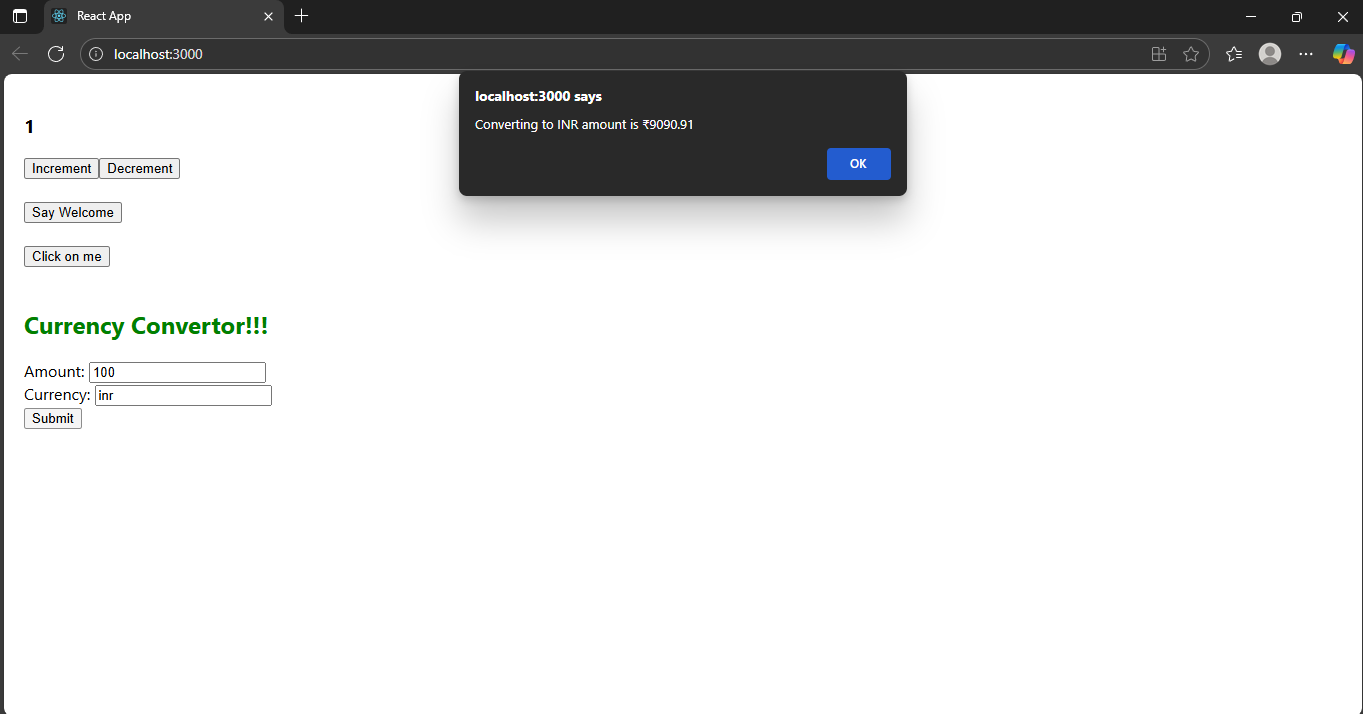 React App
localhost:3000
localhost:3000 says
Converting to INR amount is ₹9090.91
OK
1
Increment Decrement
Say Welcome
Click on me
Currency Convertor!!!
Amount: 100
Currency: inr
Submit